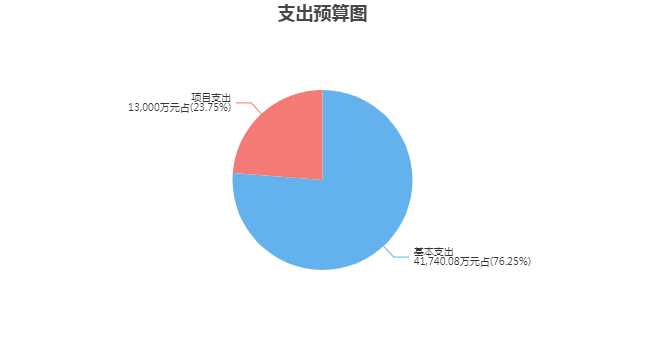 支出预算图
项目支出
13,000万元占(23.75%)
基本支出
41,740.08万元占(76.25%)